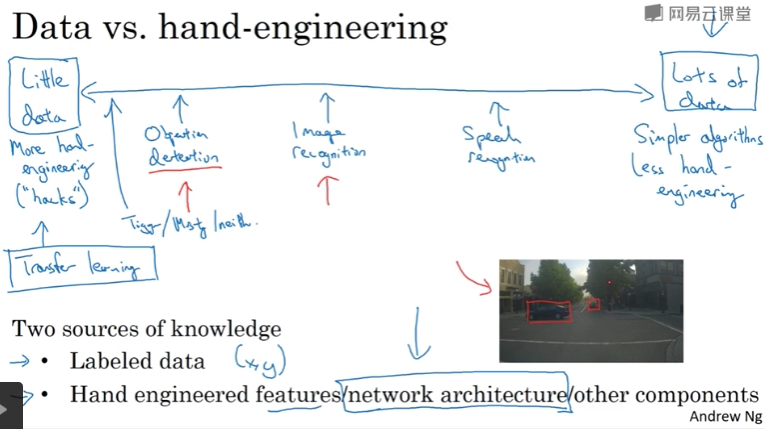 Data vs. hand-engineering
网易云课堂
Little
data
Lots of
data
More hand-
engineering
("hacks")
Object
detection
Image
recognition
Speech
recognition
Simpler algorithms
Less hand-
engineering
Tiger/Misty/neith.
Transfer learning
Two sources of knowledge
→ • Labeled data (x,y)
→ • Hand engineered features/network architecture/other components
Andrew Ng